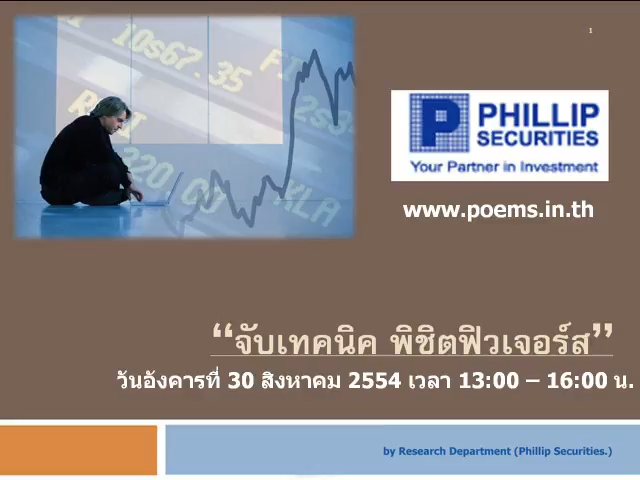 1
10s67.35
KLA
PHILLIP
SECURITIES
Your Partner in Investment
www.poems.in.th
“จับเทคนิค พิชิตฟิวเจอร์ส”
วันอังคารที่ 30 สิงหาคม 2554 เวลา 13:00 – 16:00 น.
by Research Department (Phillip Securities.)